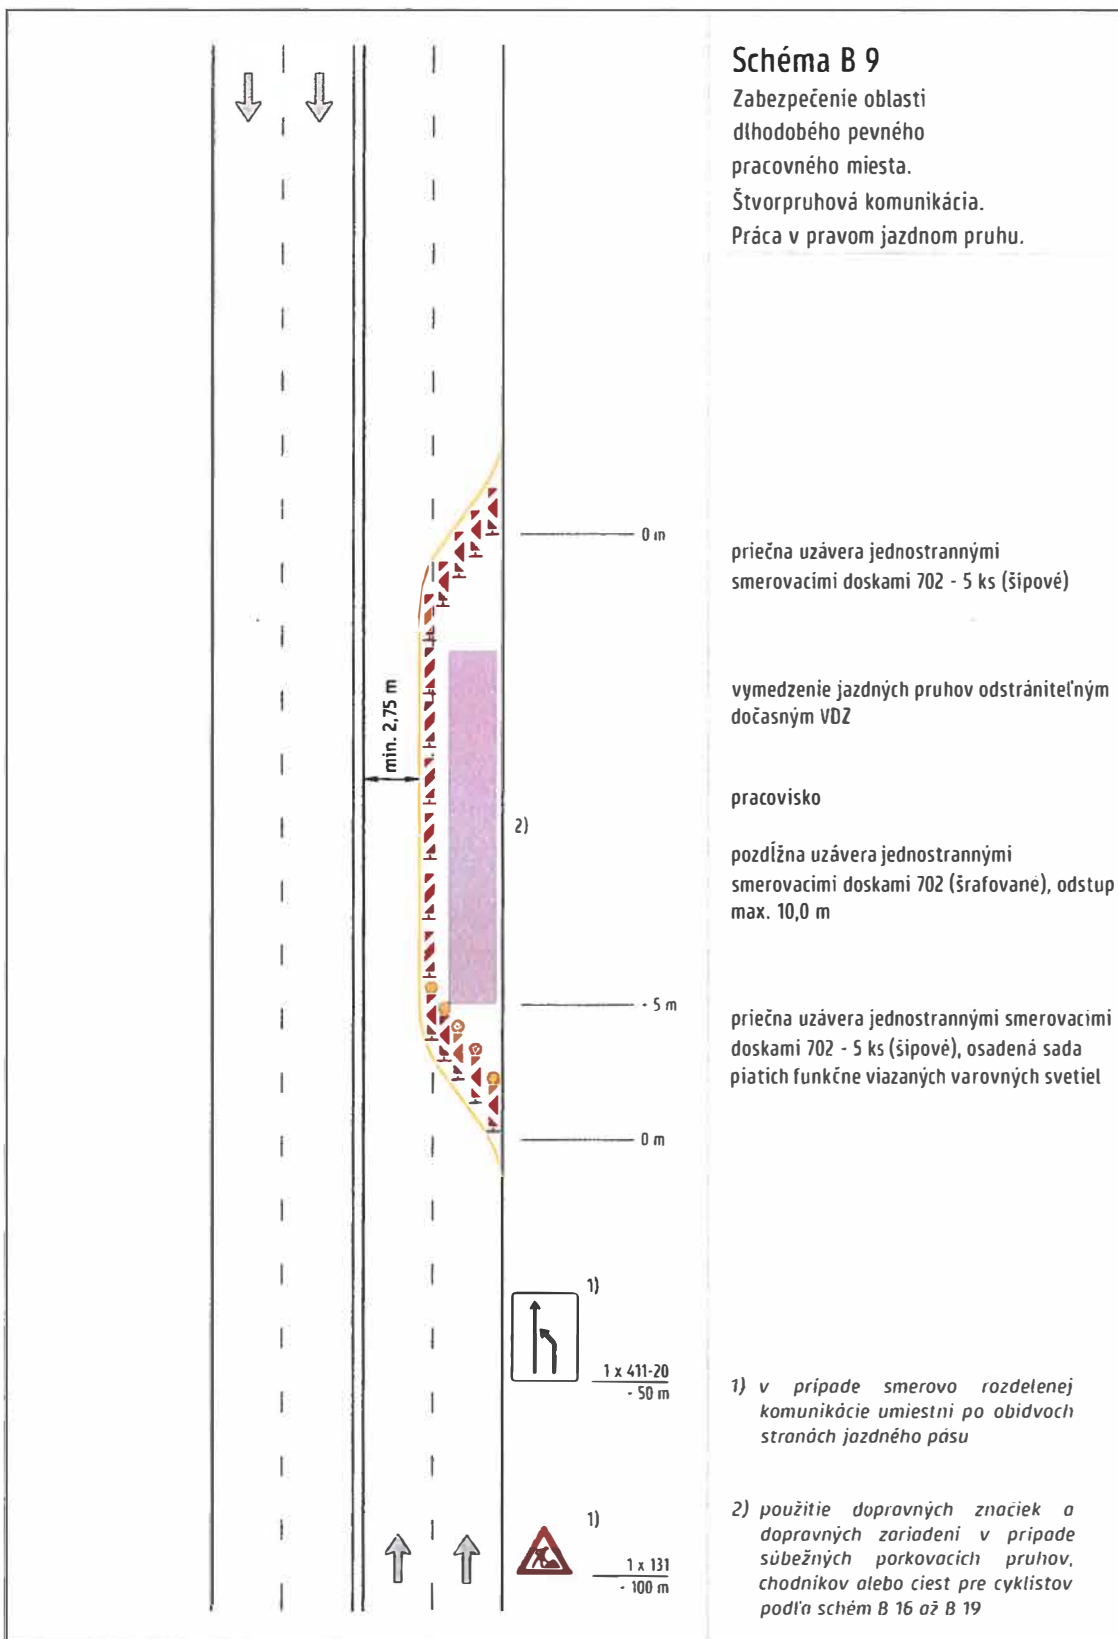 Schéma B 9
Zabezpečenie oblasti
dlhodobého pevného
pracovného miesta.
Štvorpruhová komunikácia.
Práca v pravom jazdnom pruhu.
0 m
priečna uzávera jednostrannými
smerovacími doskami 702 - 5 ks (šípové)
vymedzenie jazdných pruhov odstrániteľným
dočasným VDZ
min. 2,75 m
pracovisko
2)
pozdĺžna uzávera jednostrannými
smerovacími doskami 702 (šrafované), odstup
max. 10,0 m
- 5 m
priečna uzávera jednostrannými smerovacími
doskami 702 - 5 ks (šípové), osadená sada
piatich funkčne viazaných varovných svetiel
0 m
1)
1 x 411-20
- 50 m
1) v prípade smerovo rozdelenej
komunikácie umiestni po obidvoch
stranách jazdného pásu
1)
1 x 131
- 100 m
2) použitie dopravných značiek a
dopravných zariadení v prípade
súbežných parkovacích pruhov,
chodníkov alebo ciest pre cyklistov
podľa schém B 16 až B 19